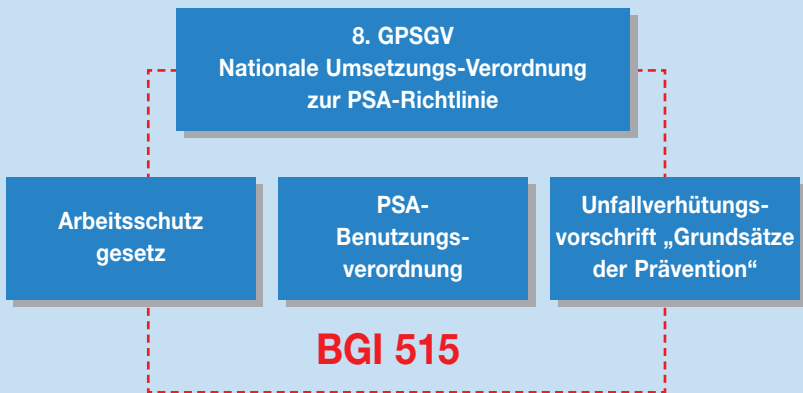 8. GPSGV
Nationale Umsetzungs-Verordnung
zur PSA-Richtlinie
Arbeitsschutz
gesetz
PSA-
Benutzungs-
verordnung
Unfallverhütungs-
vorschrift „Grundsätze
der Prävention“
BGI 515